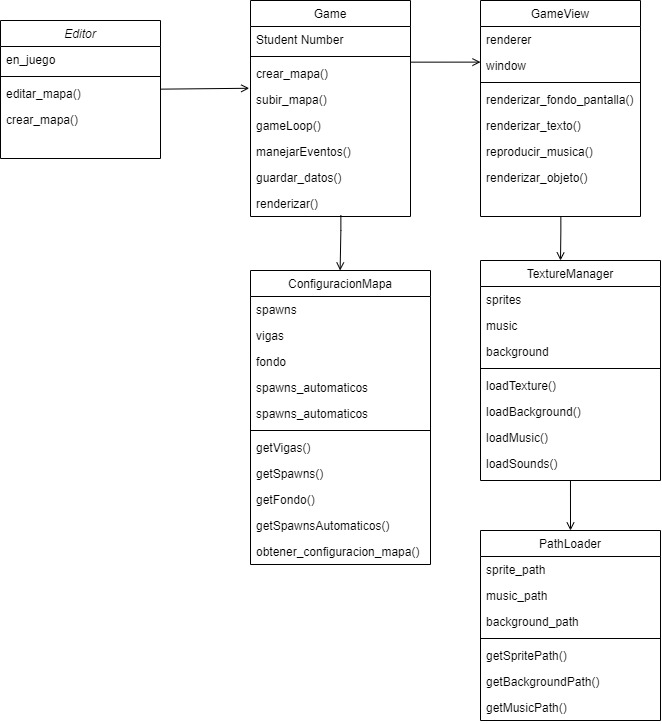 Editor
en_juego
editar_mapa()
crear_mapa()
Game
Student Number
crear_mapa()
subir_mapa()
gameLoop()
manejarEventos()
guardar_datos()
renderizar()
GameView
renderer
window
renderizar_fondo_pantalla()
renderizar_texto()
reproducir_musica()
renderizar_objeto()
ConfiguracionMapa
spawns
vigas
fondo
spawns_automaticos
spawns_automaticos
getVigas()
getSpawns()
getFondo()
getSpawnsAutomaticos()
obtener_configuracion_mapa()
TextureManager
sprites
music
background
loadTexture()
loadBackground()
loadMusic()
loadSounds()
PathLoader
sprite_path
music_path
background_path
getSpritePath()
getBackgroundPath()
getMusicPath()